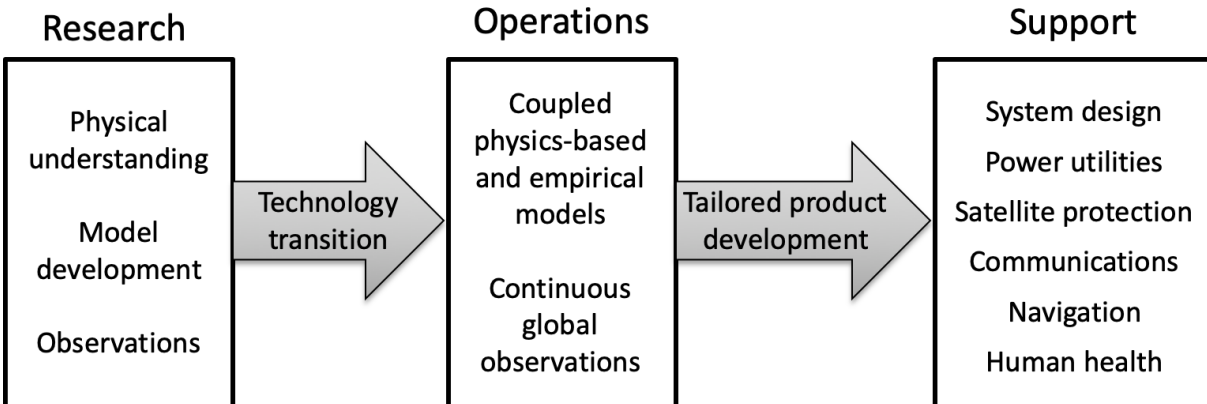 Research
Physical
understanding
Model
development
Observations
Technology
transition
Operations
Coupled
physics-based
and empirical
models
Continuous
global
observations
Tailored product
development
Support
System design
Power utilities
Satellite protection
Communications
Navigation
Human health